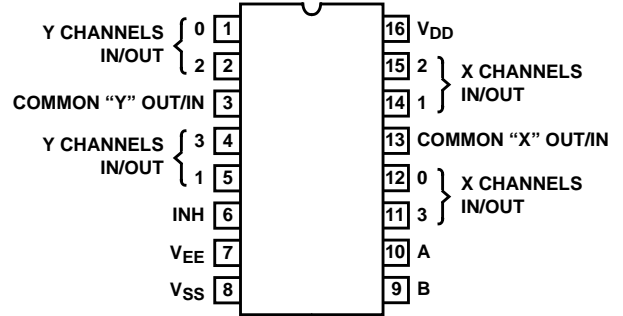 Y CHANNELS
IN/OUT
0 1
2 2
COMMON “Y” OUT/IN 3
Y CHANNELS
IN/OUT
3 4
1 5
INH 6
VEE 7
VSS 8
16 VDD
15 2
14 1
X CHANNELS
IN/OUT
13 COMMON “X” OUT/IN
12 0
11 3
X CHANNELS
IN/OUT
10 A
9 B